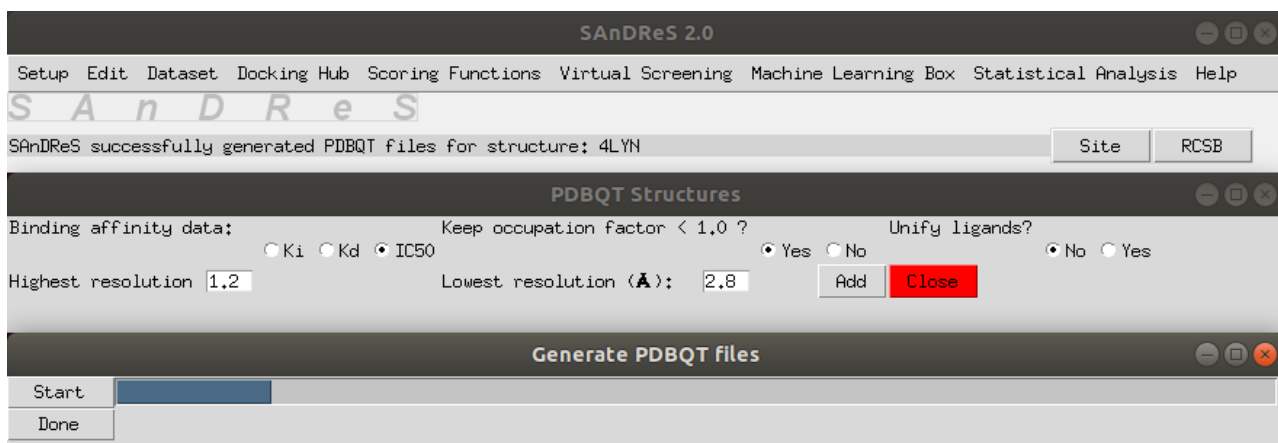 SAnDReS 2.0
Setup Edit Dataset Docking Hub Scoring Functions Virtual Screening Machine Learning Box Statistical Analysis Help
S A n D R e S
SAnDReS successfully generated PDBQT files for structure: 4LYN Site RCSB
PDBQT Structures
Binding affinity data: Keep occupation factor < 1.0 ? Unify ligands?
Ki Kd IC50 Yes No No Yes
Highest resolution 1.2 Lowest resolution (Å): 2.8 Add Close
Generate PDBQT files
Start
Done